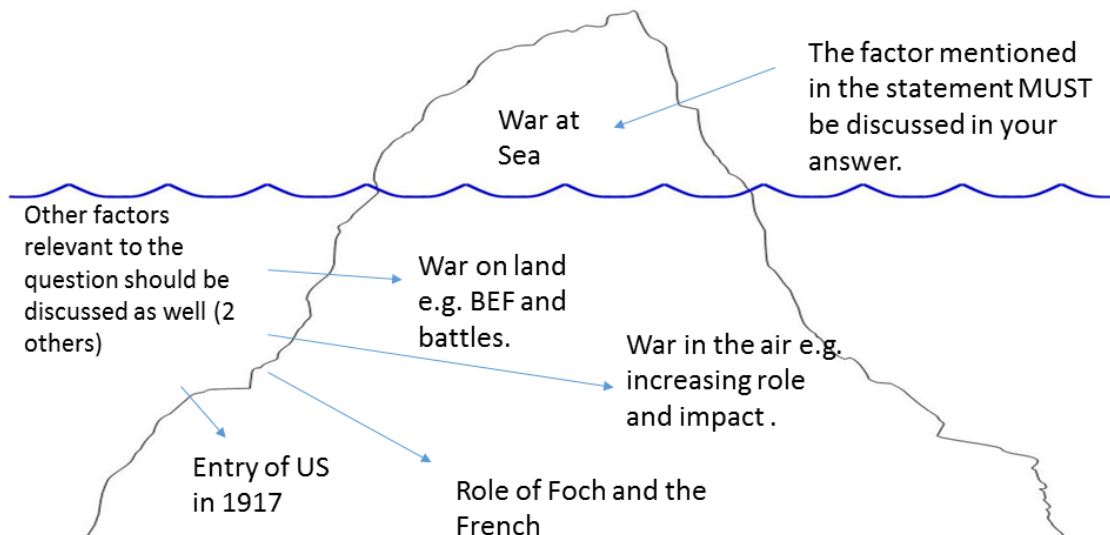 The factor mentioned
in the statement MUST
be discussed in your
answer.
War at
Sea
Other factors
relevant to the
question should be
discussed as well (2
others)
War on land
e.g. BEF and
battles.
War in the air e.g.
increasing role
and impact .
Entry of US
in 1917
Role of Foch and the
French